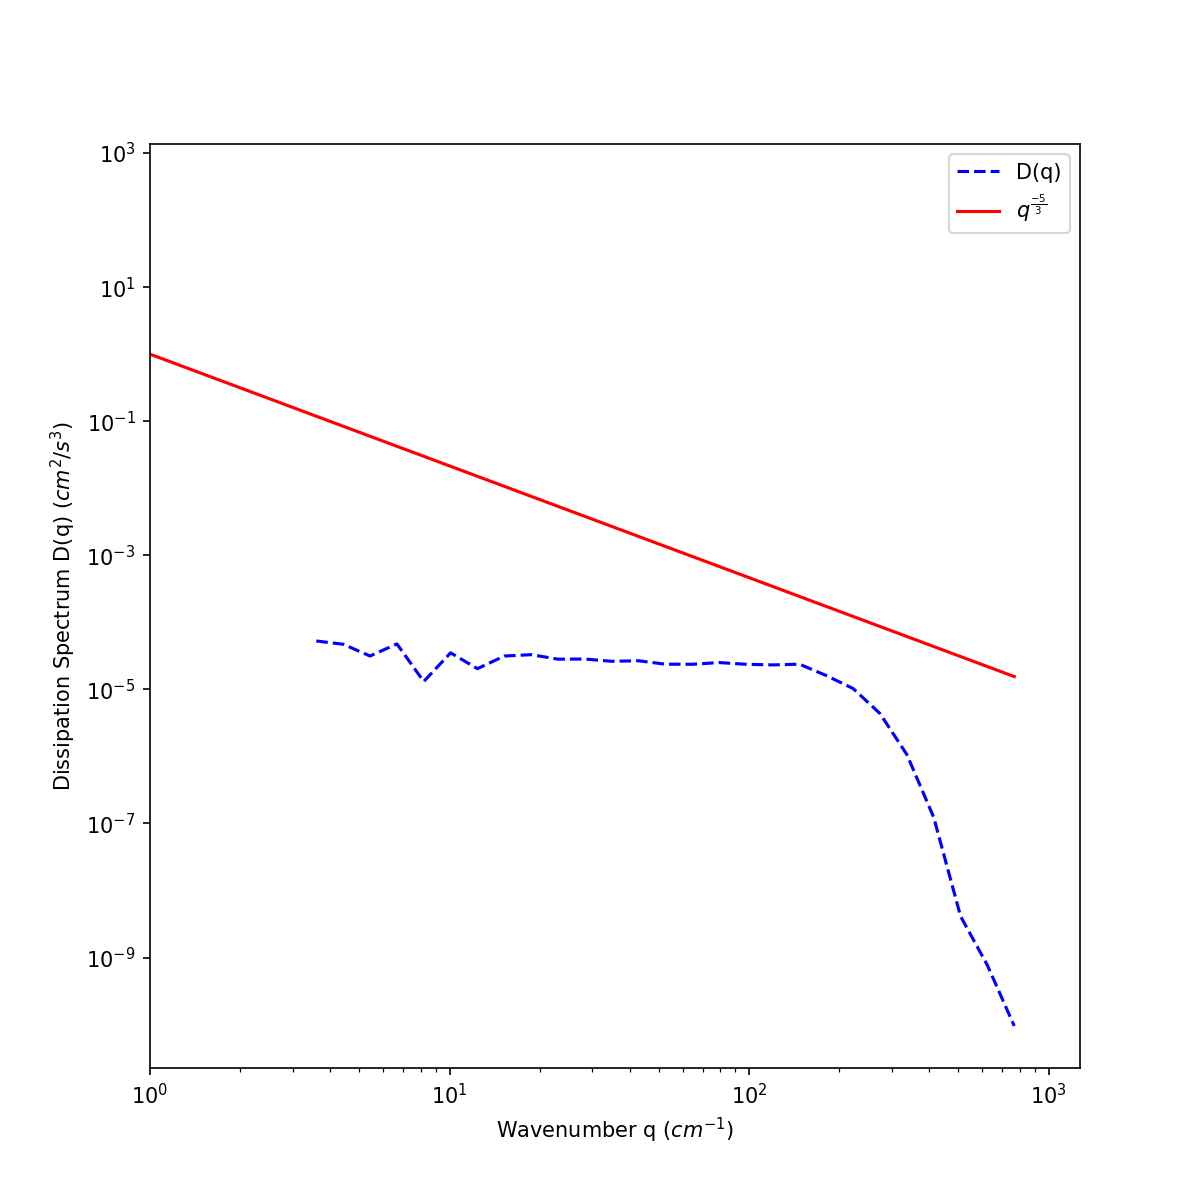 10^3
10^1
10^−1
10^−3
10^−5
10^−7
10^−9
Dissipation Spectrum D(q) (cm^2/s^3)
D(q)
q^{\frac{−5}{3}}
10^0 10^1 10^2 10^3
Wavenumber q (cm^−1)